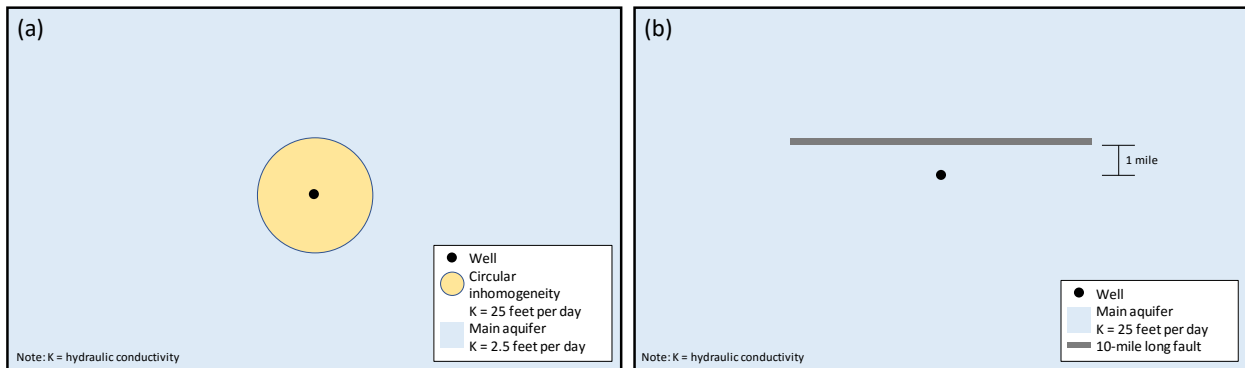 (a)
Well
Circular
inhomogeneity
K = 25 feet per day
Main aquifer
K = 2.5 feet per day
Note: K = hydraulic conductivity
(b)
1 mile
Well
Main aquifer
K = 25 feet per day
10-mile long fault
Note: K = hydraulic conductivity